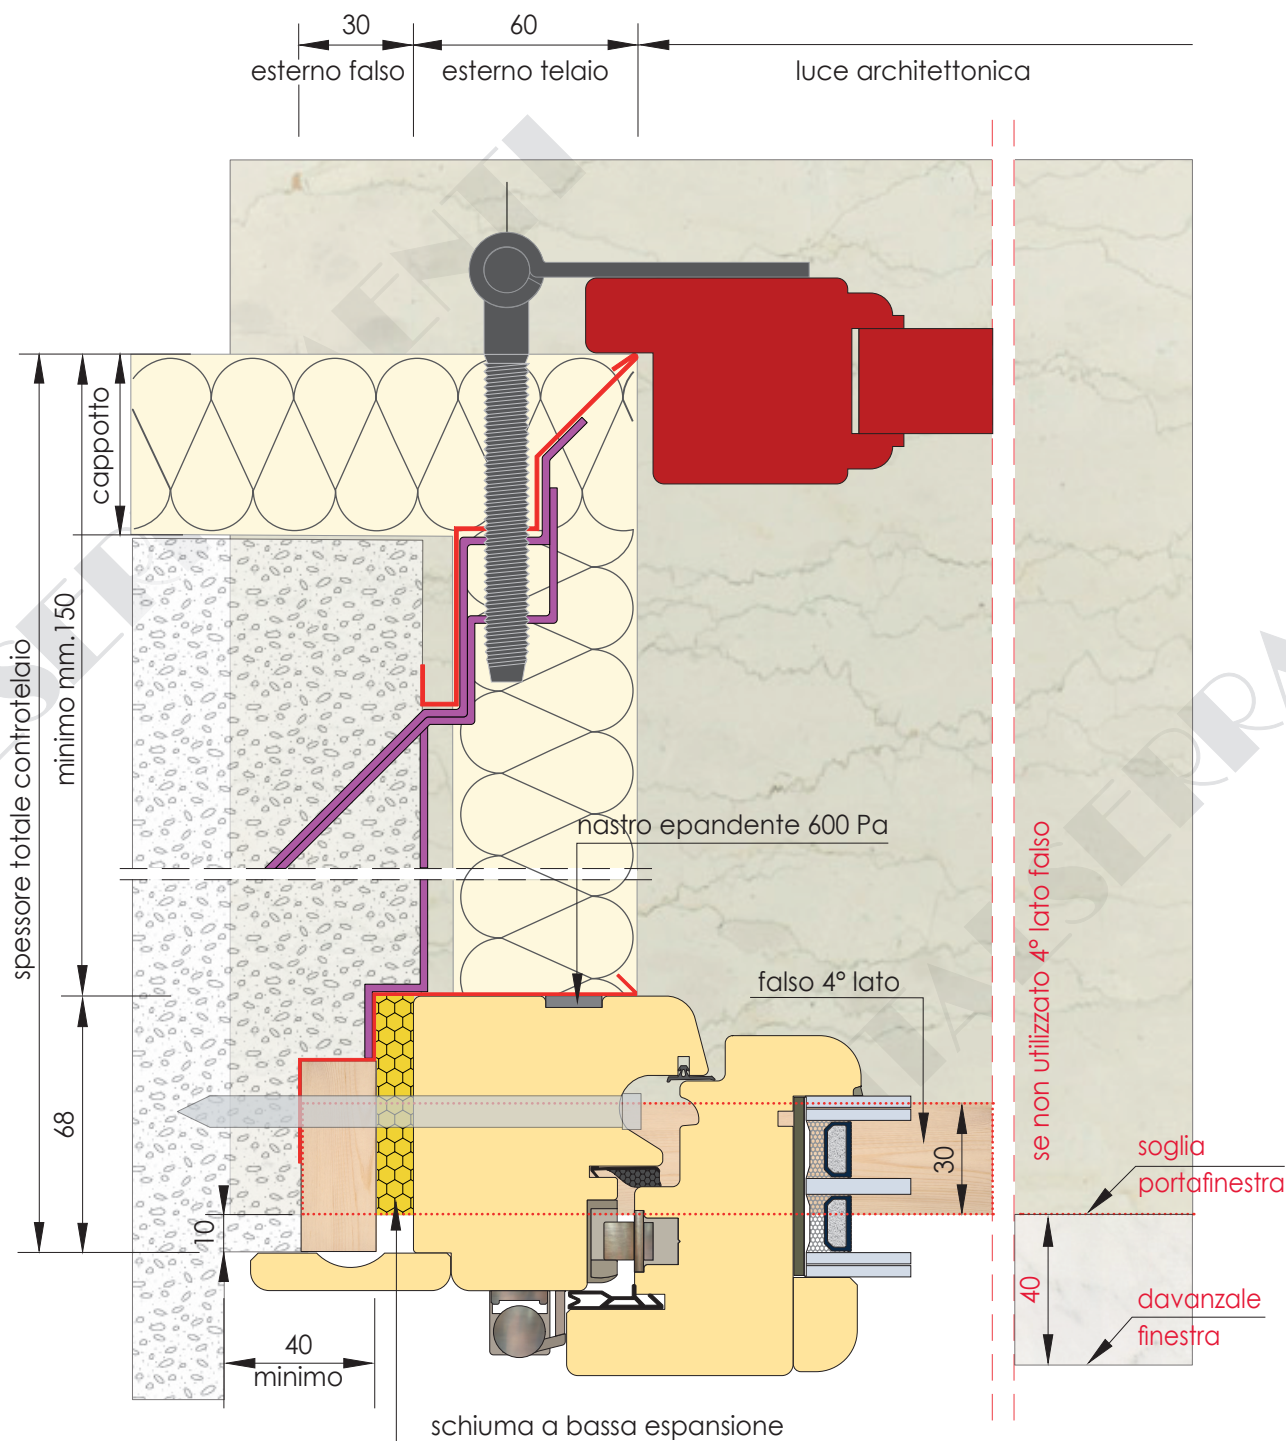 30
60
esterno falso
esterno telaio
luce architettonica
cappotto
minimo mm.150
spessore totale controtelaio
nastro epandente 600 Pa
falso 4° lato
se non utilizzato 4° lato falso
68
30
soglia
portafinestra
10
40
davanzale
finestra
40
minimo
schiuma a bassa espansione